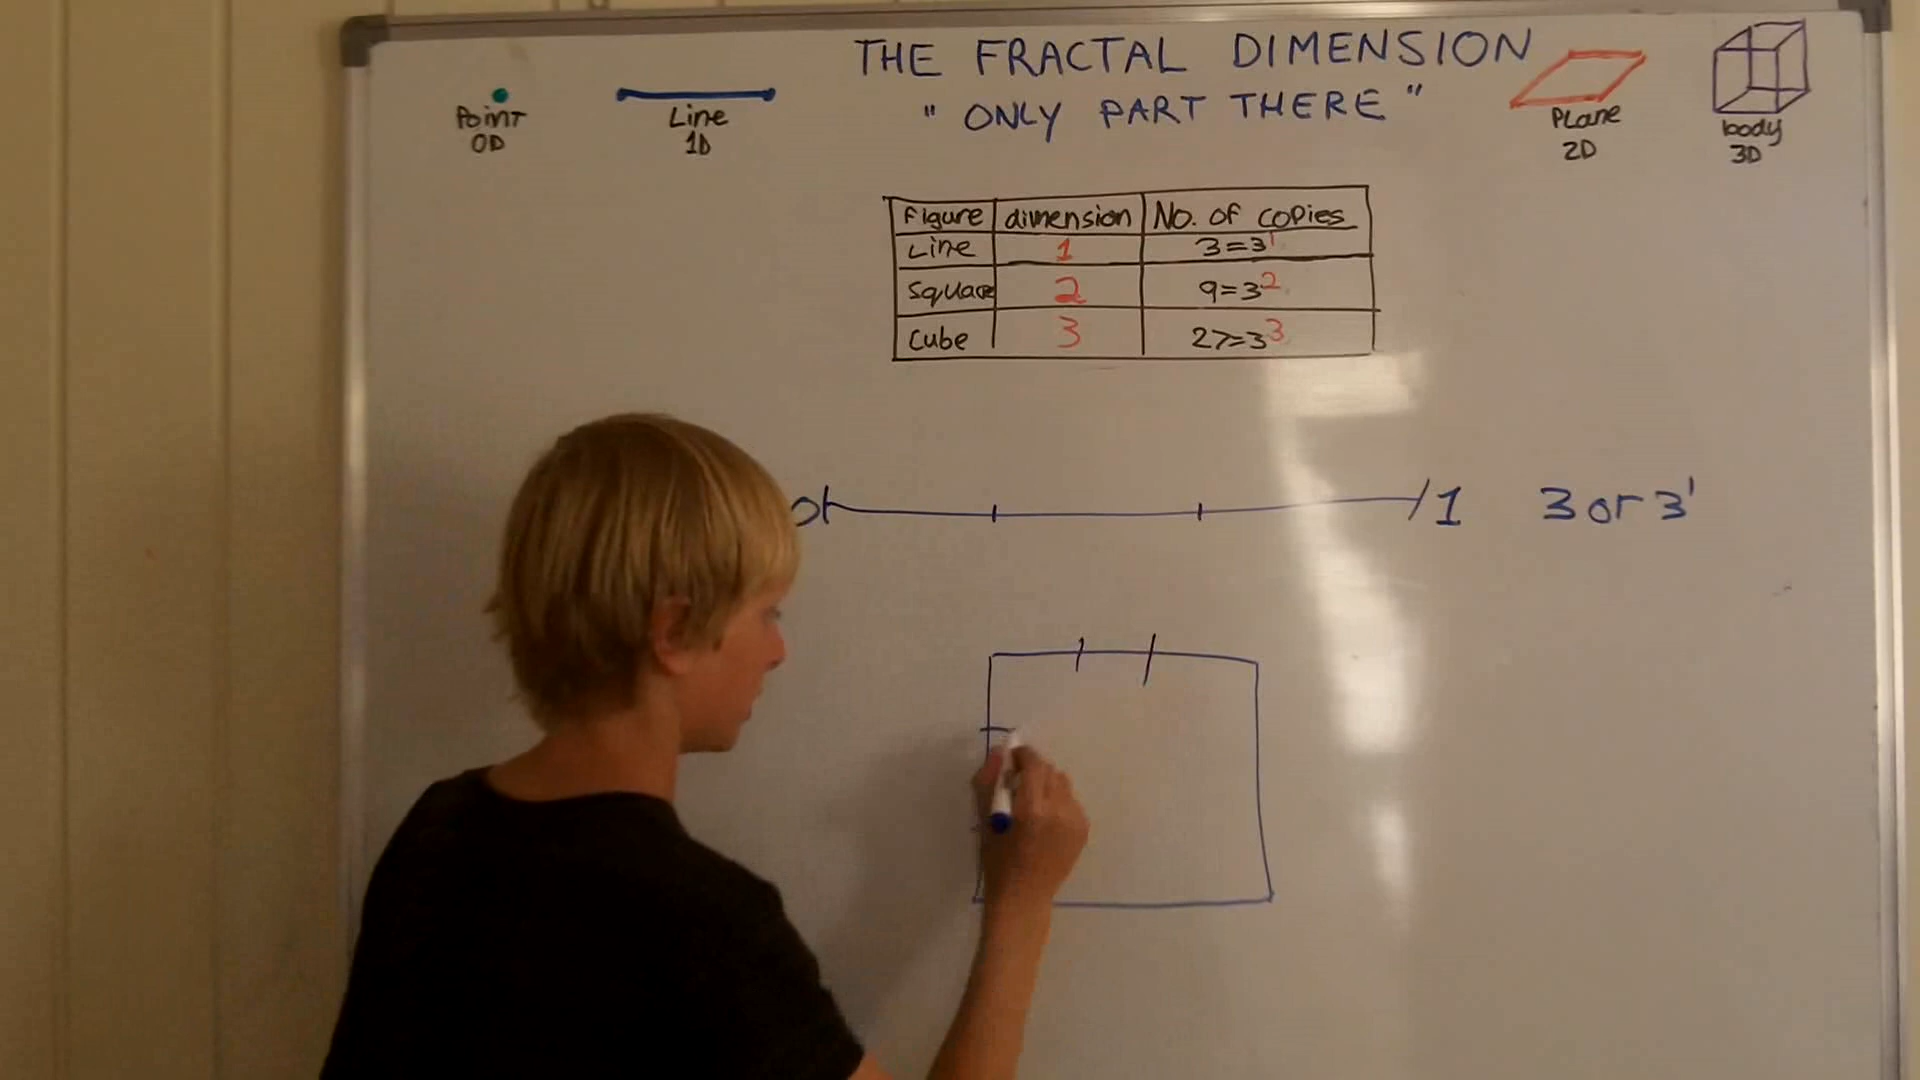 THE FRACTAL DIMENSION
" ONLY PART THERE "
Point
0D
Line
1D
PLane
2D
body
3D
Figure dimension No. of copies
Line 1 3=3¹
Square 2 9=3²
Cube 3 27=3³
0 1 3 or 3¹